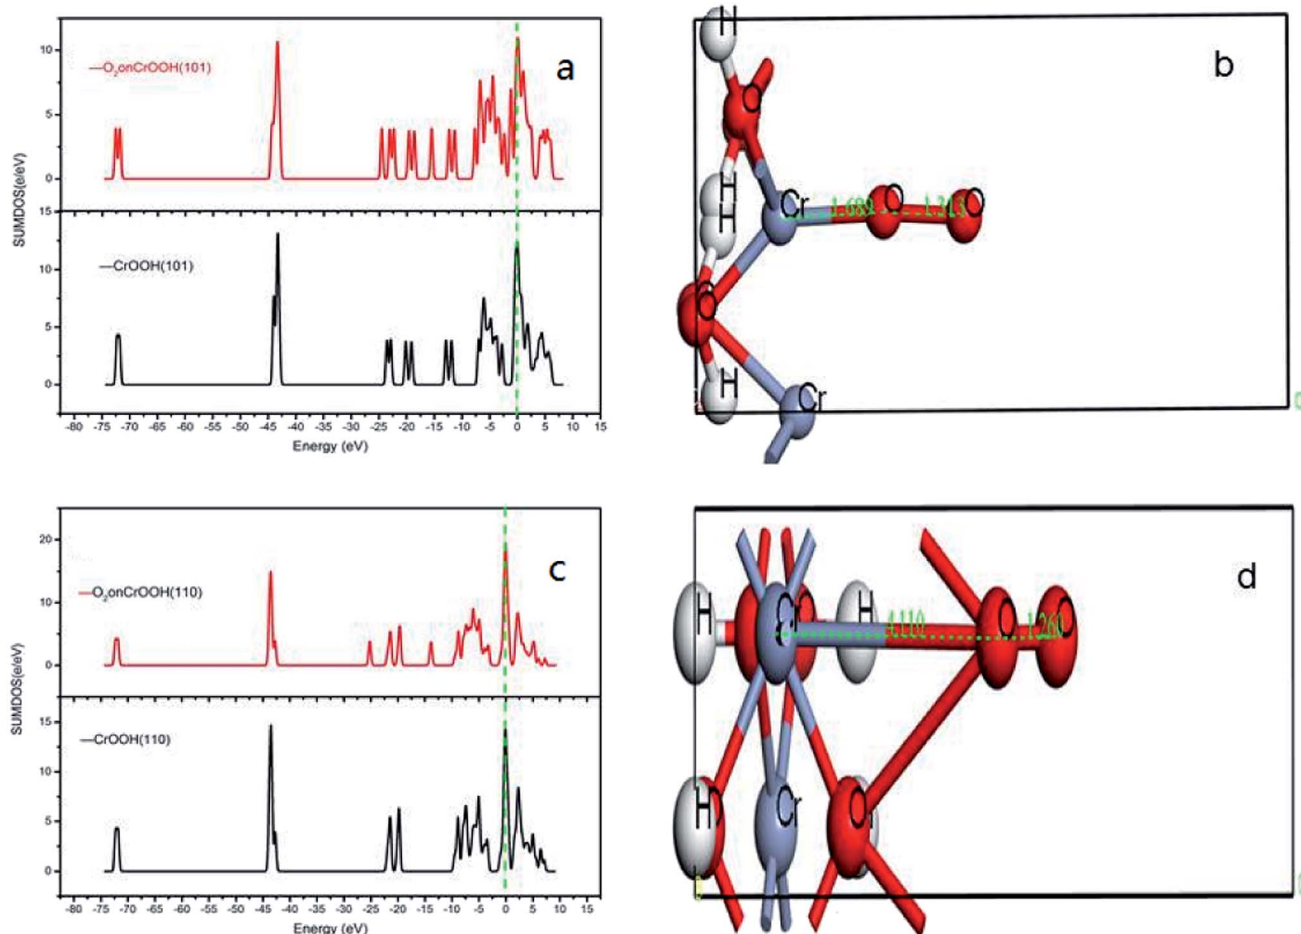 a
—O2onCrOOH(101)
10
5
0
SUMDOS(e/eV)
15
—CrOOH(101)
10
5
0
-80 -75 -70 -65 -60 -55 -50 -45 -40 -35 -30 -25 -20 -15 -10 -5 0 5 10 15
Energy (eV)
b
H
O
H
H
Cr 1.689 O 1.313 O
O
H
Cr
c
20
—O2onCrOOH(110)
10
0
SUMDOS(e/eV)
15
—CrOOH(110)
10
5
0
-80 -75 -70 -65 -60 -55 -50 -45 -40 -35 -30 -25 -20 -15 -10 -5 0 5 10 15
Energy (eV)
d
H Cr H 4.110 O 1.260 O
H Cr